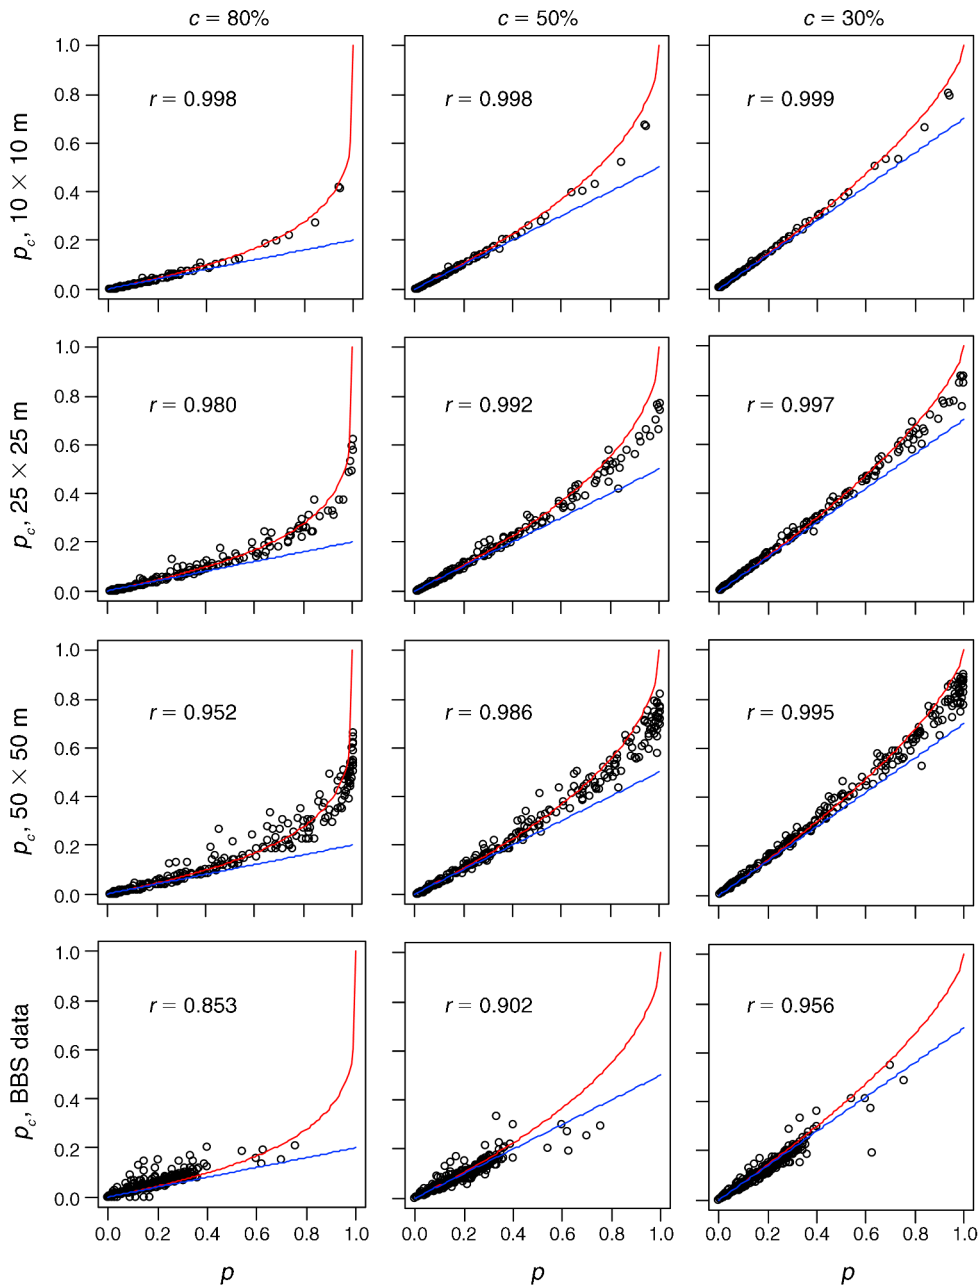 c = 80% c = 50% c = 30%
p_c, 10 × 10 m
1.0
0.8
0.6
0.4
0.2
0.0
r = 0.998 r = 0.998 r = 0.999
p_c, 25 × 25 m
1.0
0.8
0.6
0.4
0.2
0.0
r = 0.980 r = 0.992 r = 0.997
p_c, 50 × 50 m
1.0
0.8
0.6
0.4
0.2
0.0
r = 0.952 r = 0.986 r = 0.995
p_c, BBS data
1.0
0.8
0.6
0.4
0.2
0.0
r = 0.853 r = 0.902 r = 0.956
0.0 0.2 0.4 0.6 0.8 1.0 0.0 0.2 0.4 0.6 0.8 1.0 0.0 0.2 0.4 0.6 0.8 1.0
p p p